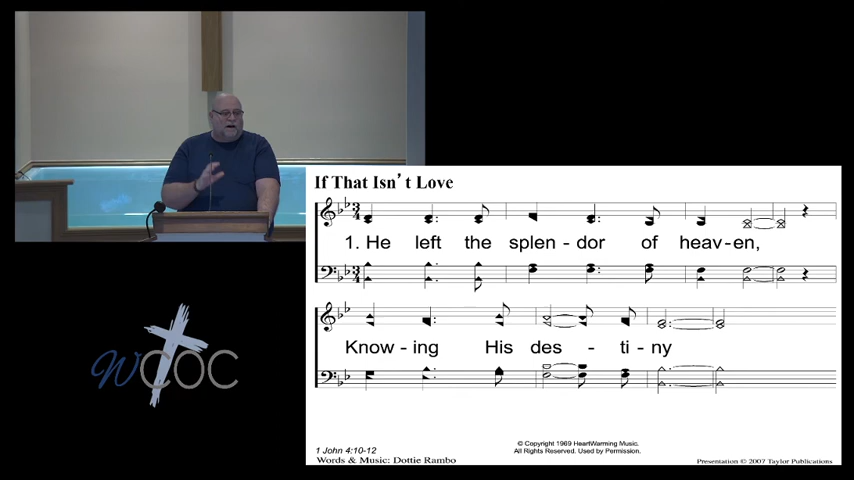 If That Isn't Love
1. He left the splen - dor of heav - en,
Know - ing His des - ti - ny
1 John 4:10-12
Words & Music: Dottie Rambo
© Copyright 1969 HeartWarming Music.
All Rights Reserved. Used by Permission.
Presentation © 2007 Taylor Publications
WCOC